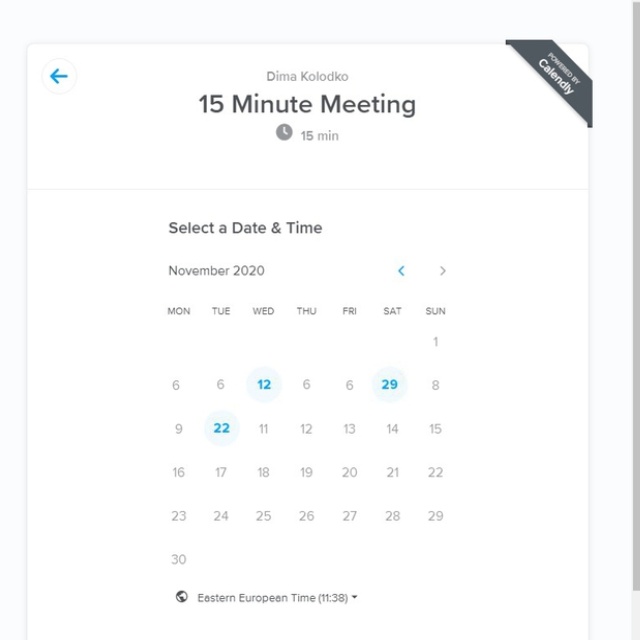 POWERED BY
Calendly
Dima Kolodko
15 Minute Meeting
15 min
Select a Date & Time
November 2020
MON TUE WED THU FRI SAT SUN
1
6 6 12 6 6 29 8
9 22 11 12 13 14 15
16 17 18 19 20 21 22
23 24 25 26 27 28 29
30
Eastern European Time (11:38)